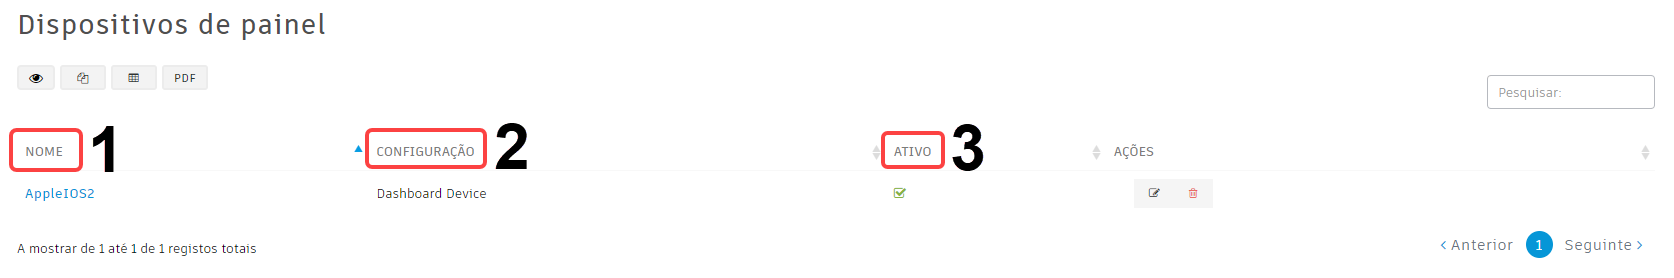 Dispositivos de painel
PDF
Pesquisar:
NOME 1 CONFIGURAÇÃO 2 ATIVO 3 AÇÕES
AppleIOS2 Dashboard Device
A mostrar de 1 até 1 de 1 registos totais
Anterior 1 Seguinte